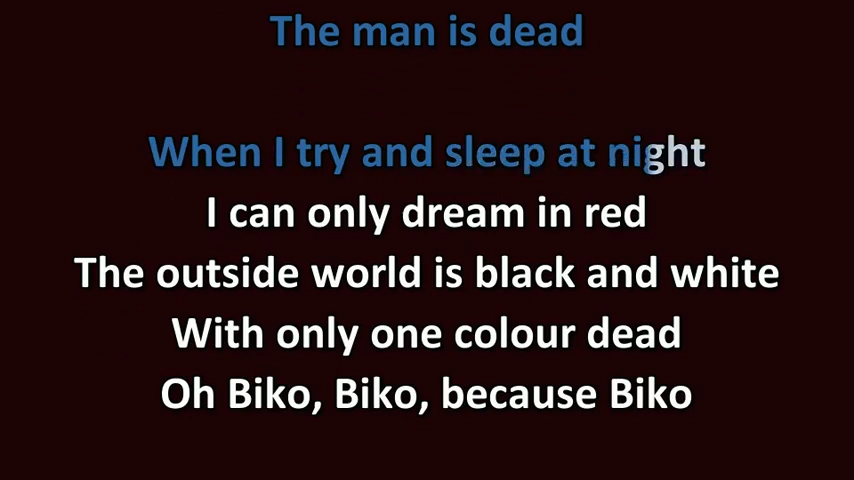 The man is dead
When I try and sleep at night
I can only dream in red
The outside world is black and white
With only one colour dead
Oh Biko, Biko, because Biko